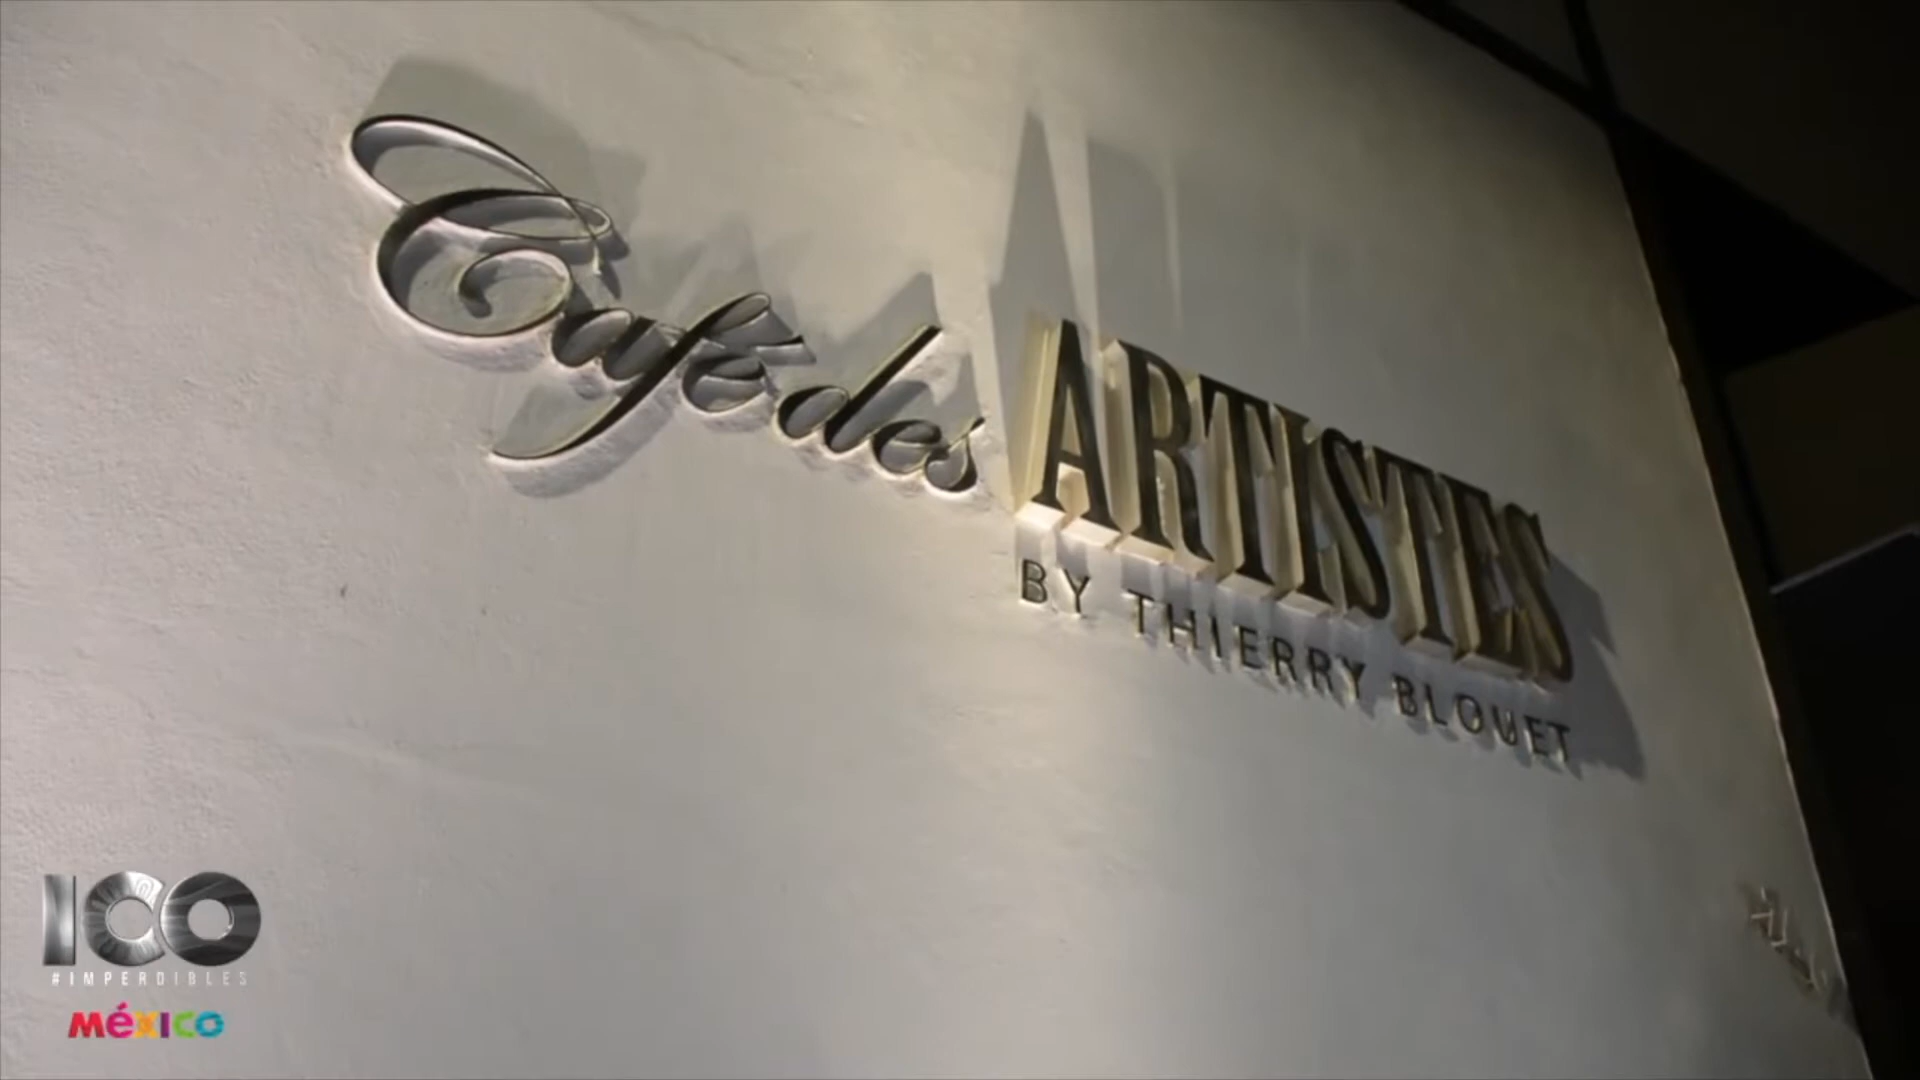 Café des ARTISTES
BY THIERRY BLOUET
100
#IMPERDIBLES
México